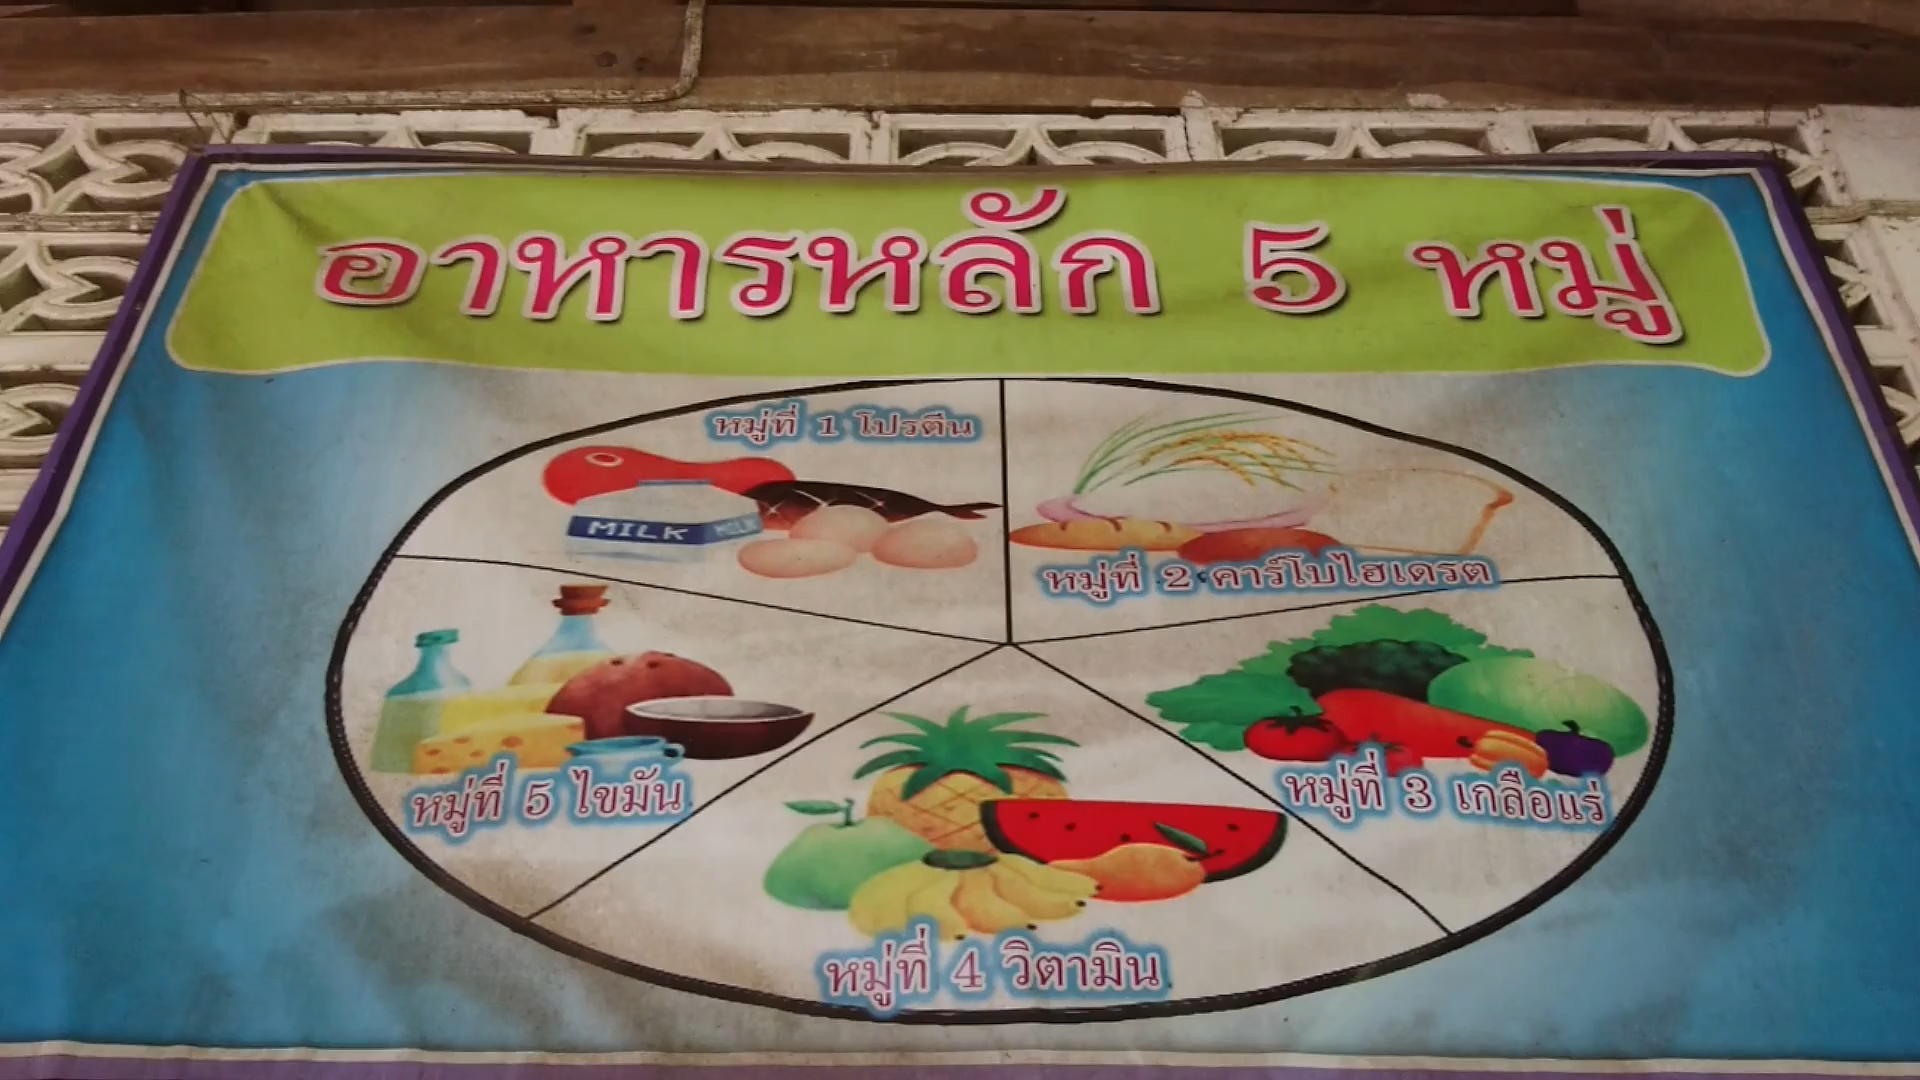 อาหารหลัก 5 หมู่
หมู่ที่ 1 โปรตีน
MILK MILK
หมู่ที่ 2 คาร์โบไฮเดรต
หมู่ที่ 5 ไขมัน
หมู่ที่ 3 เกลือแร่
หมู่ที่ 4 วิตามิน